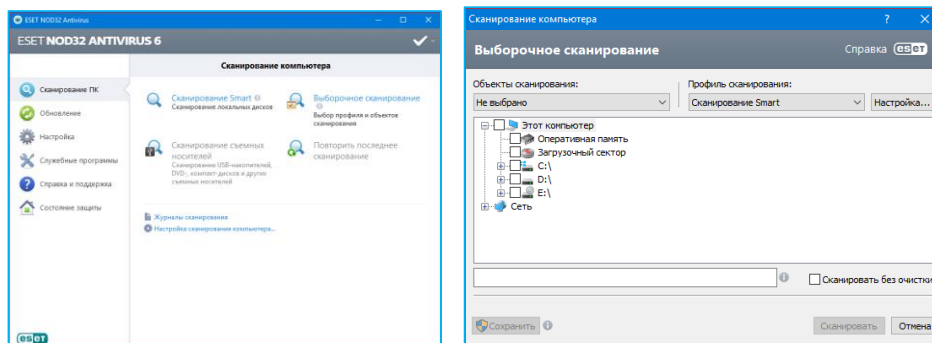 ESET NOD32 Antivirus
ESET NOD32 ANTIVIRUS 6
Сканирование ПК
Обновление
Настройка
Служебные программы
Справка и поддержка
Состояние защиты
eset
Сканирование компьютера
Сканирование Smart
Сканирование локальных дисков
Выборочное сканирование
Выбор профиля и объектов
сканирования
Сканирование съемных
носителей
Сканирование USB-накопителей,
DVD-, компакт-дисков и других
съемных носителей
Повторить последнее
сканирование
Журналы сканирования
Настройка сканирования компьютера...
Сканирование компьютера
Выборочное сканирование
Справка eset
Объекты сканирования:
Профиль сканирования:
Не выбрано
Сканирование Smart
Настройка...
Этот компьютер
Оперативная память
Загрузочный сектор
C:\
D:\
E:\
Сеть
Сканировать без очистки
Сохранить
Сканировать
Отмена